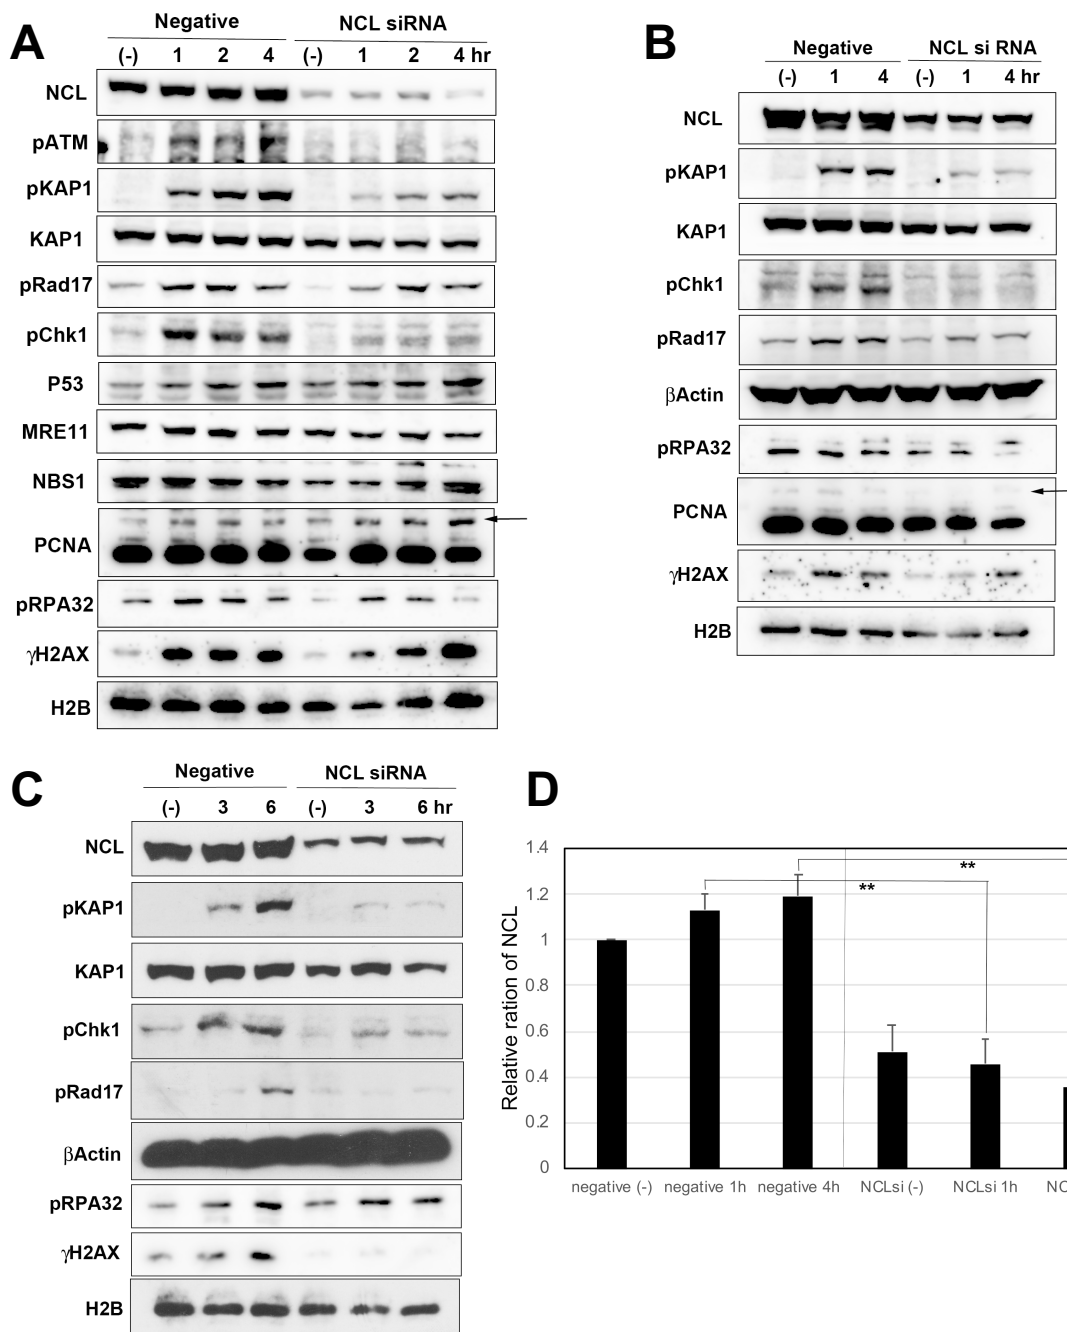 A
Negative NCL siRNA
(-) 1 2 4 (-) 1 2 4 hr
NCL
pATM
pKAP1
KAP1
pRad17
pChk1
P53
MRE11
NBS1
PCNA
pRPA32
γH2AX
H2B
B
Negative NCL si RNA
(-) 1 4 (-) 1 4 hr
NCL
pKAP1
KAP1
pChk1
pRad17
βActin
pRPA32
PCNA
γH2AX
H2B
C
Negative NCL siRNA
(-) 3 6 (-) 3 6 hr
NCL
pKAP1
KAP1
pChk1
pRad17
βActin
pRPA32
γH2AX
H2B
D
Relative ration of NCL
1.4
1.2
1
0.8
0.6
0.4
0.2
0
**
**
negative (-) negative 1h negative 4h NCLsi (-) NCLsi 1h NC